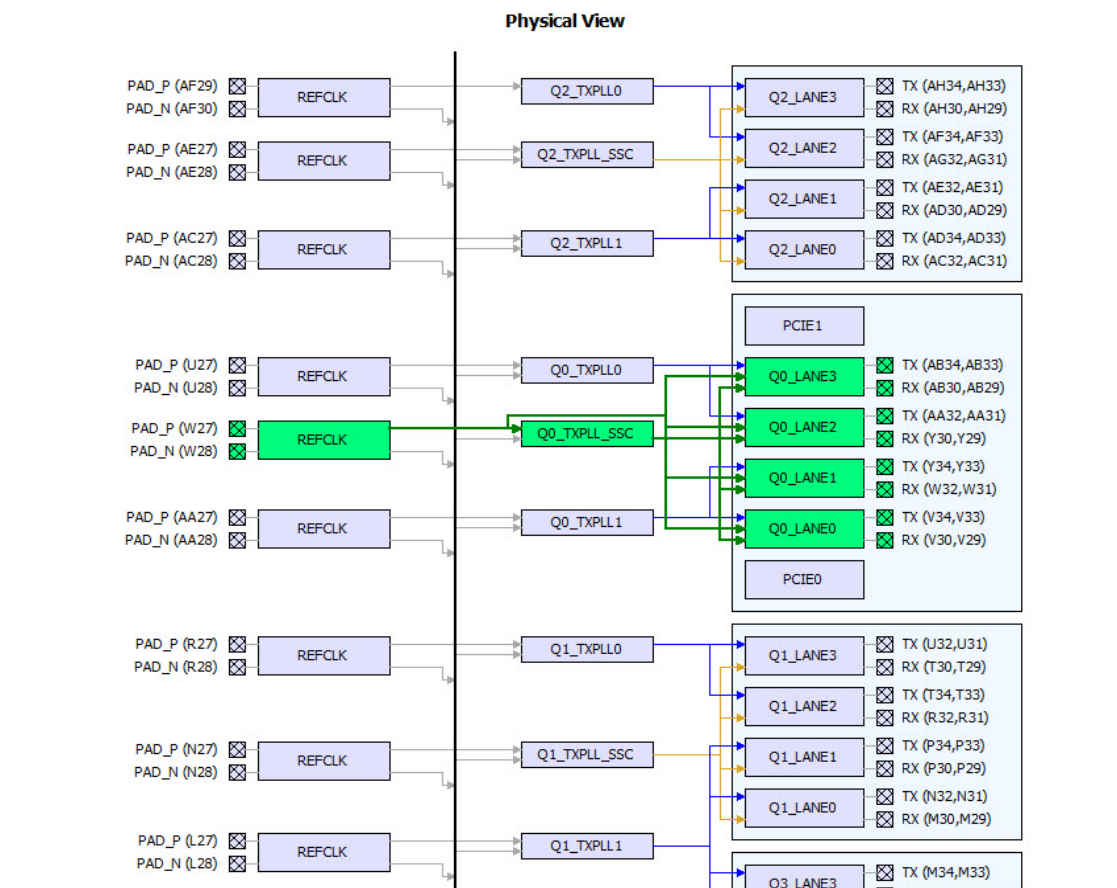 Physical View
PAD_P (AF29)
PAD_N (AF30)
REFCLK
Q2_TXPLL0
Q2_LANE3
TX (AH34,AH33)
RX (AH30,AH29)
PAD_P (AE27)
PAD_N (AE28)
REFCLK
Q2_TXPLL_SSC
Q2_LANE2
TX (AF34,AF33)
RX (AG32,AG31)
Q2_LANE1
TX (AE32,AE31)
RX (AD30,AD29)
PAD_P (AC27)
PAD_N (AC28)
REFCLK
Q2_TXPLL1
Q2_LANE0
TX (AD34,AD33)
RX (AC32,AC31)
PCIE1
PAD_P (U27)
PAD_N (U28)
REFCLK
Q0_TXPLL0
Q0_LANE3
TX (AB34,AB33)
RX (AB30,AB29)
PAD_P (W27)
PAD_N (W28)
REFCLK
Q0_TXPLL_SSC
Q0_LANE2
TX (AA32,AA31)
RX (Y30,Y29)
Q0_LANE1
TX (Y34,Y33)
RX (W32,W31)
PAD_P (AA27)
PAD_N (AA28)
REFCLK
Q0_TXPLL1
Q0_LANE0
TX (V34,V33)
RX (V30,V29)
PCIE0
PAD_P (R27)
PAD_N (R28)
REFCLK
Q1_TXPLL0
Q1_LANE3
TX (U32,U31)
RX (T30,T29)
Q1_LANE2
TX (T34,T33)
RX (R32,R31)
PAD_P (N27)
PAD_N (N28)
REFCLK
Q1_TXPLL_SSC
Q1_LANE1
TX (P34,P33)
RX (P30,P29)
Q1_LANE0
TX (N32,N31)
RX (M30,M29)
PAD_P (L27)
PAD_N (L28)
REFCLK
Q1_TXPLL1
Q3_LANE3
TX (M34,M33)